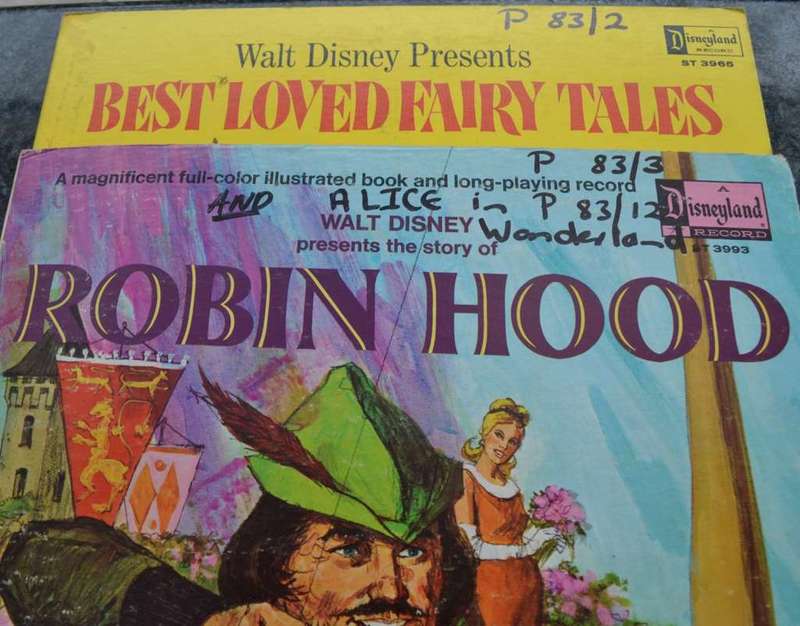 P 83/2
Disneyland
RECORD
ST 3965
Walt Disney Presents
BEST LOVED FAIRY TALES
P 83/3
A magnificent full-color illustrated book and long-playing record
AND ALICE in P 83/12
Wonderland
Disneyland
RECORD
ST 3993
WALT DISNEY
presents the story of
ROBIN HOOD